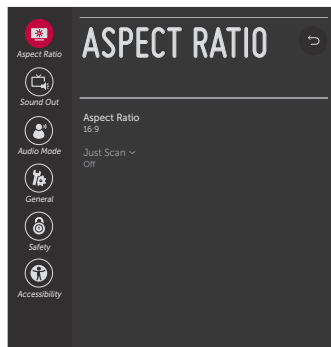 ASPECT RATIO
Aspect Ratio
Sound Out
Audio Mode
General
Safety
Accessibility
Aspect Ratio
16:9
Just Scan
Off